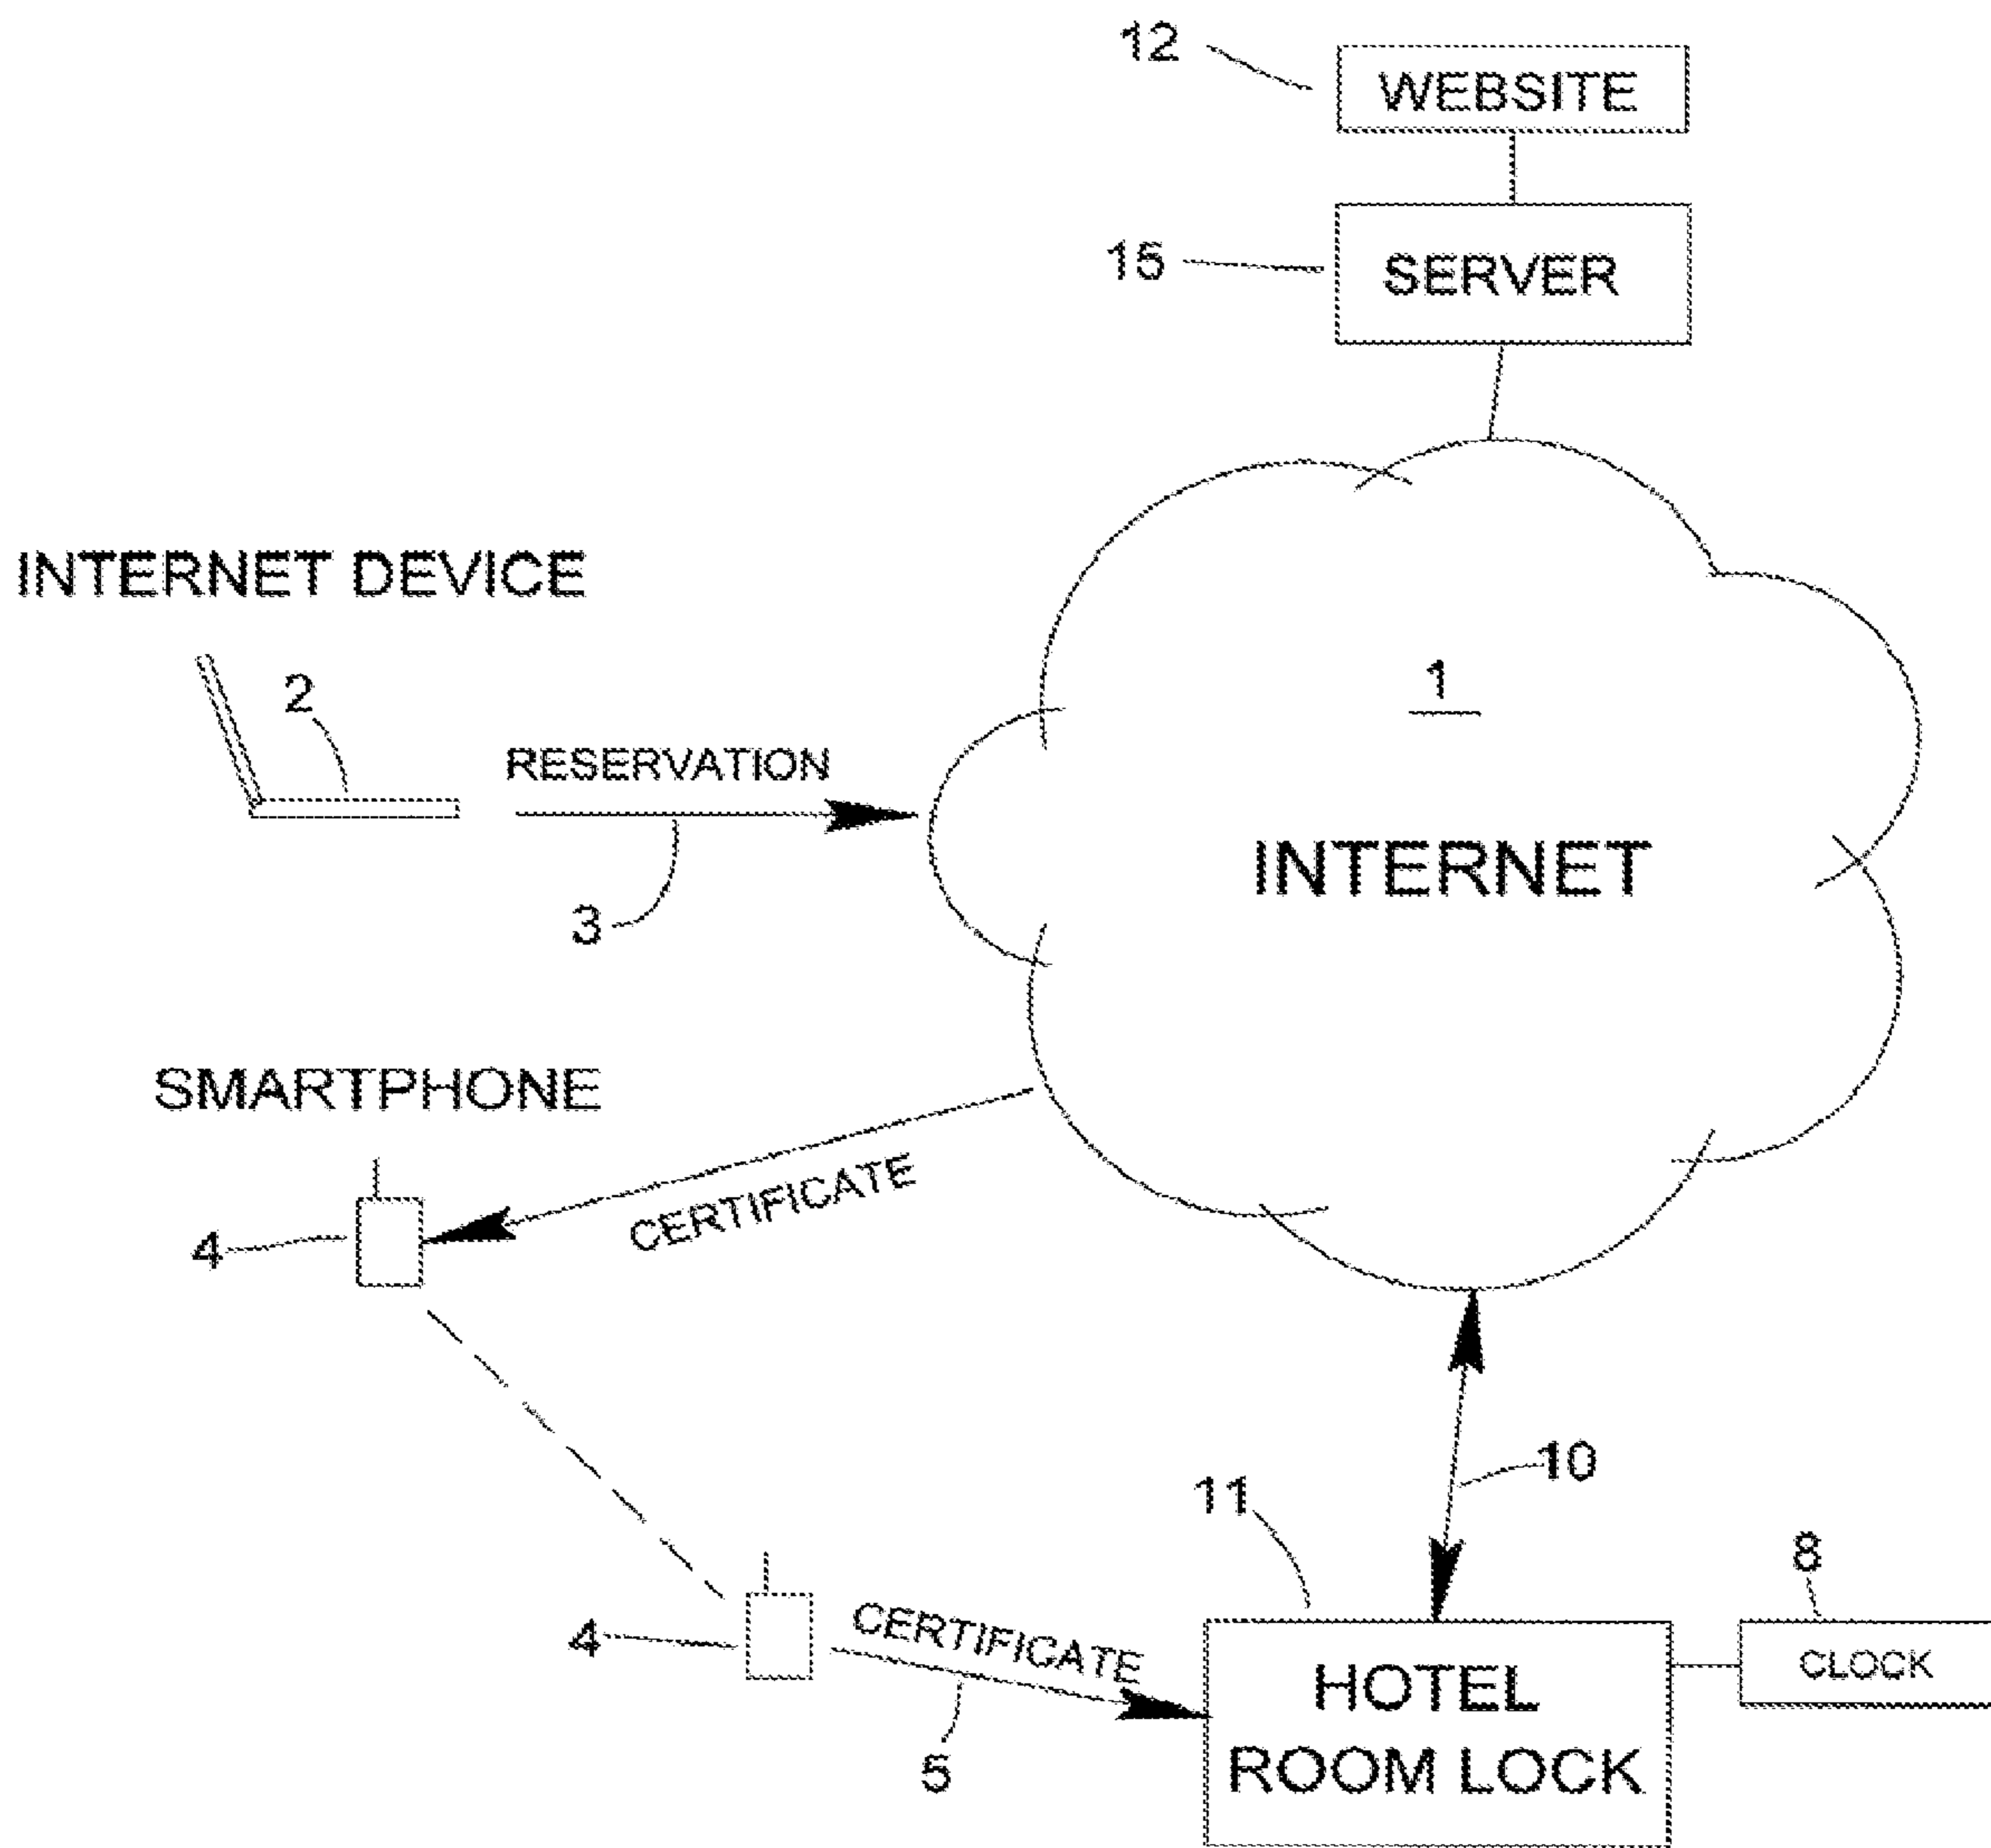 12
WEBSITE
15
SERVER
INTERNET DEVICE
2
RESERVATION
3
1
INTERNET
SMARTPHONE
4
CERTIFICATE
10
11
8
4
CERTIFICATE
5
HOTEL
ROOM LOCK
CLOCK